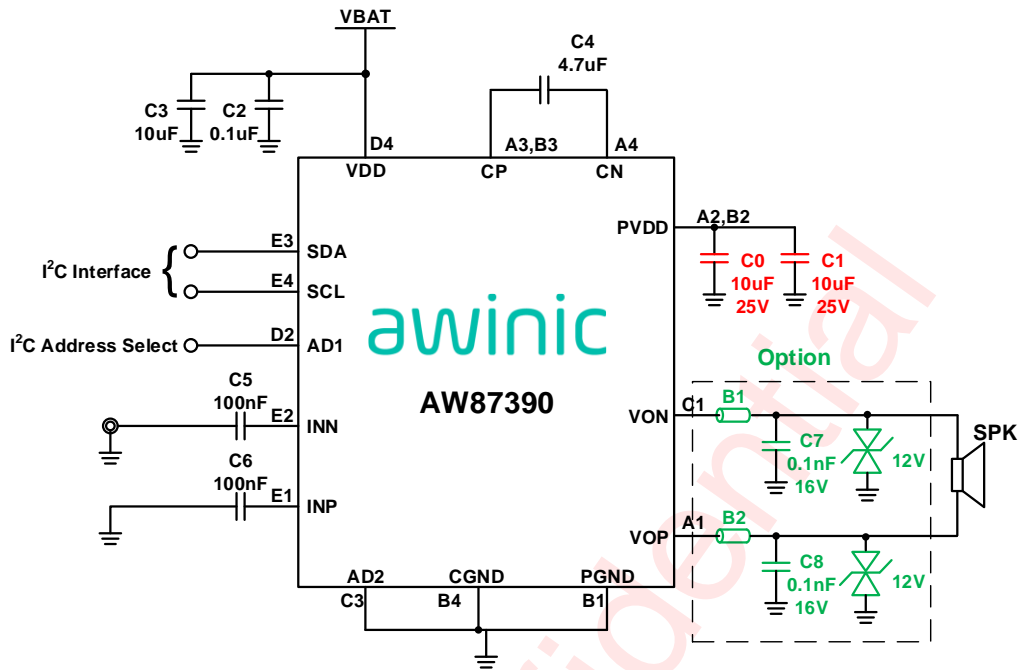 VBAT
C4
4.7uF
C3
10uF
C2
0.1uF
D4
A3,B3
A4
VDD
CP
CN
PVDD
A2,B2
C0
10uF
25V
C1
10uF
25V
I²C Interface
{
E3
SDA
E4
SCL
I²C Address Select
D2
AD1
awinic
AW87390
Option
C5
100nF
E2
INN
C6
100nF
E1
INP
VON
C1
B1
C7
0.1nF
16V
12V
SPK
VOP
A1
B2
C8
0.1nF
16V
12V
AD2
CGND
PGND
C3
B4
B1
fidential